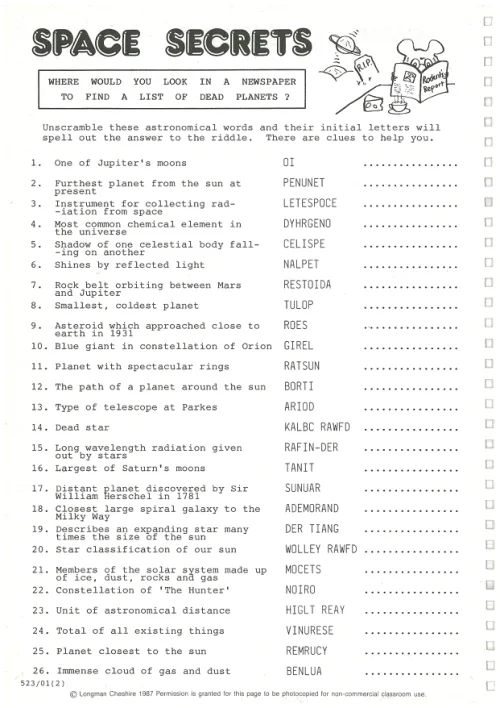 SPACE SECRETS
WHERE WOULD YOU LOOK IN A NEWSPAPER
TO FIND A LIST OF DEAD PLANETS ?
R.I.P.
Rodents Report
Unscramble these astronomical words and their initial letters will
spell out the answer to the riddle. There are clues to help you.
1. One of Jupiter's moons OI ................
2. Furthest planet from the sun at PENUNET ................
present
3. Instrument for collecting rad- LETESPOCE ................
-iation from space
4. Most common chemical element in DYHRGENO ................
the universe
5. Shadow of one celestial body fall- CELISPE ................
-ing on another
6. Shines by reflected light NALPET ................
7. Rock belt orbiting between Mars RESTOIDA ................
and Jupiter
8. Smallest, coldest planet TULOP ................
9. Asteroid which approached close to ROES ................
earth in 1931
10. Blue giant in constellation of Orion GIREL ................
11. Planet with spectacular rings RATSUN ................
12. The path of a planet around the sun BORTI ................
13. Type of telescope at Parkes ARIOD ................
14. Dead star KALBC RAWFD ................
15. Long wavelength radiation given RAFIN-DER ................
out by stars
16. Largest of Saturn's moons TANIT ................
17. Distant planet discovered by Sir SUNUAR ................
William Herschel in 1781
18. Closest large spiral galaxy to the ADEMORAND ................
Milky Way
19. Describes an expanding star many DER TIANG ................
times the size of the sun
20. Star classification of our sun WOLLEY RAWFD ................
21. Members of the solar system made up MOCETS ................
of ice, dust, rocks and gas
22. Constellation of 'The Hunter' NOIRO ................
23. Unit of astronomical distance HIGLT REAY ................
24. Total of all existing things VINURESE ................
25. Planet closest to the sun REMRUCY ................
26. Immense cloud of gas and dust BENLUA ................
523/01(2)
© Longman Cheshire 1987 Permission is granted for this page to be photocopied for non-commercial classroom use.